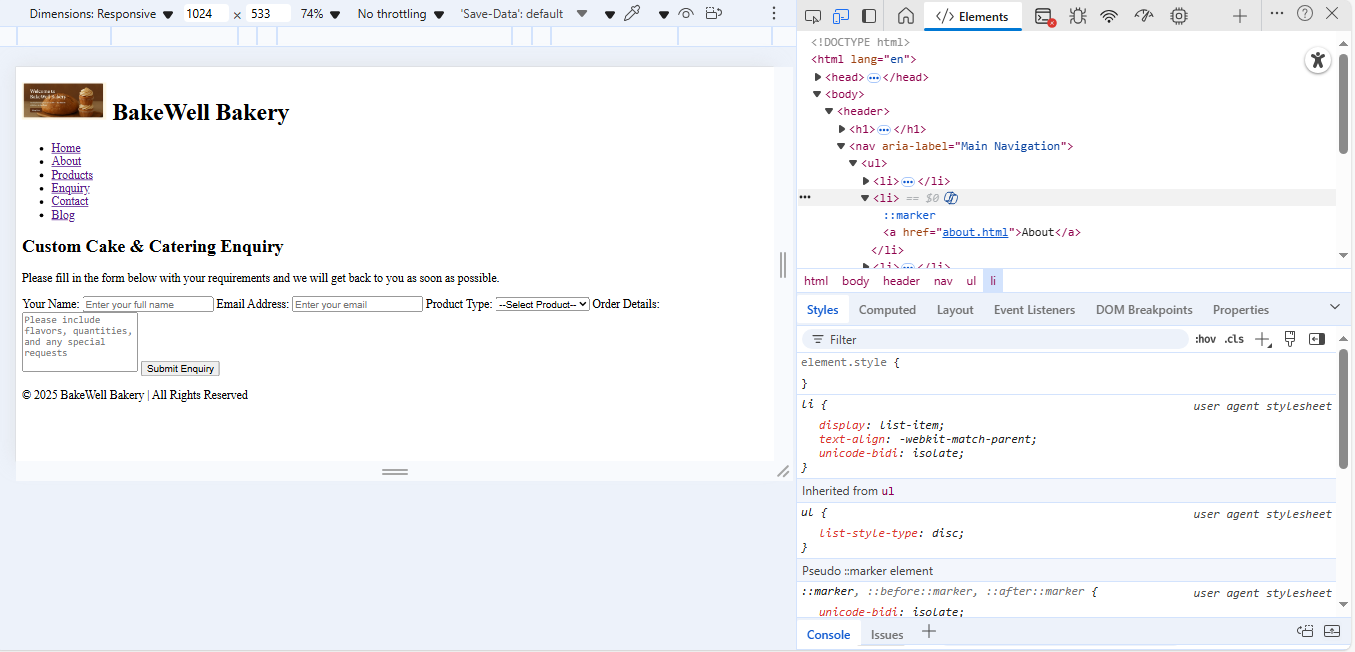 Dimensions: Responsive 1024 × 533 74% No throttling 'Save-Data': default
Elements
<!DOCTYPE html>
<html lang="en">
<head> </head>
<body>
<header>
<h1> </h1>
<nav aria-label="Main Navigation">
<ul>
<li> </li>
<li> == $0
::marker
<a href="about.html">About</a>
</li>
<li> </li>
html body header nav ul li
Styles Computed Layout Event Listeners DOM Breakpoints Properties
Filter :hov .cls
element.style {
}
li { user agent stylesheet
display: list-item;
text-align: -webkit-match-parent;
unicode-bidi: isolate;
}
Inherited from ul
ul { user agent stylesheet
list-style-type: disc;
}
Pseudo ::marker element
::marker, ::before::marker, ::after::marker { user agent stylesheet
unicode-bidi: isolate;
Console Issues
Welcome to
BakeWell Bakery
BakeWell Bakery
Home
About
Products
Enquiry
Contact
Blog
Custom Cake & Catering Enquiry
Please fill in the form below with your requirements and we will get back to you as soon as possible.
Your Name: Enter your full name Email Address: Enter your email Product Type: --Select Product-- Order Details:
Please include
flavors, quantities,
and any special
requests
Submit Enquiry
© 2025 BakeWell Bakery | All Rights Reserved